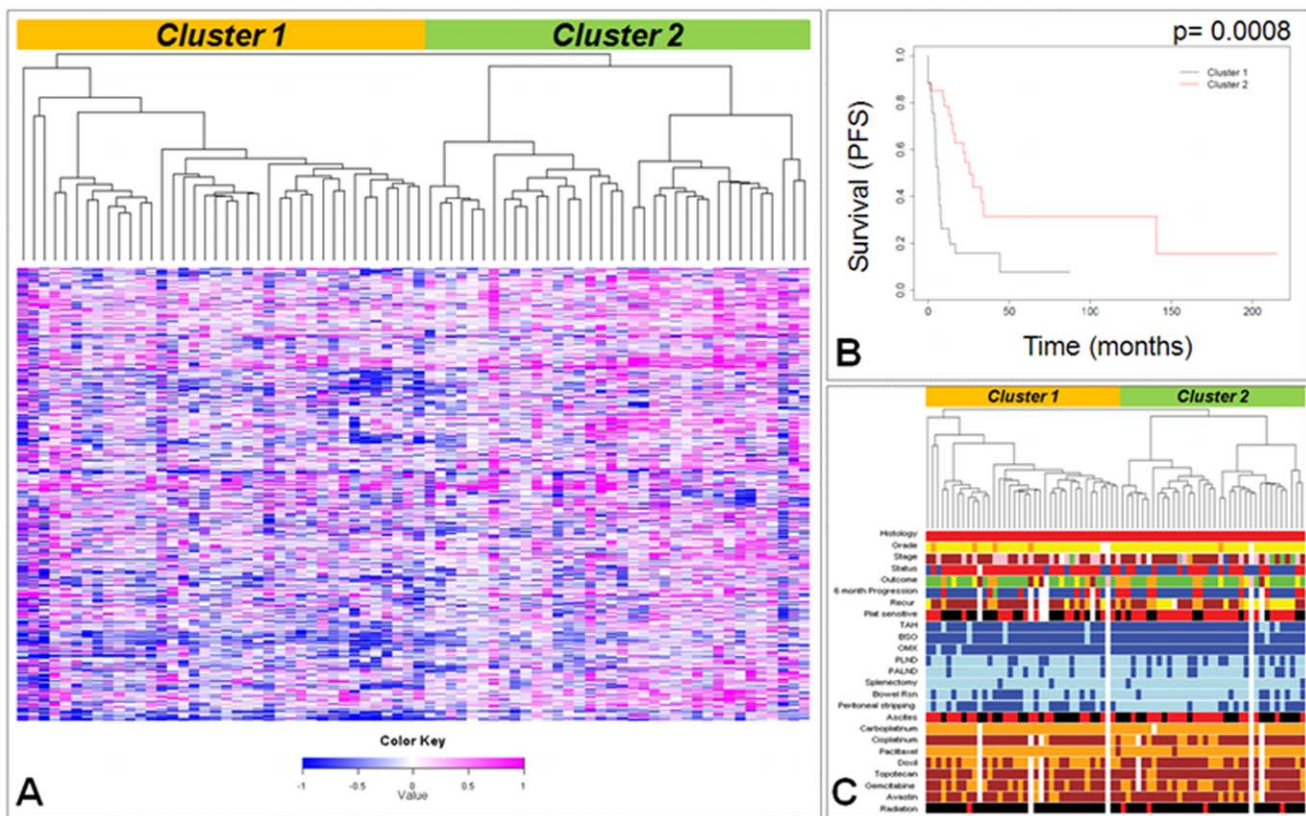 Cluster 1 Cluster 2
Color Key
-1 -0.5 0 0.5 1
Value
A
p= 0.0008
Cluster 1
Cluster 2
Survival (PFS)
1.0
0.8
0.6
0.4
0.2
0.0
0 50 100 150 200
Time (months)
B
Cluster 1 Cluster 2
Histology
Grade
Stage
Status
Outcome
6 month Progression
Recur
Plat sensitive
TAH
BSO
OMX
PLND
PALND
Splenectomy
Bowel Rsn
Peritoneal stripping
Ascites
Carboplatinum
Cisplatinum
Paclitaxel
Doxil
Topotecan
Gemcitabine
Avastin
Radiation
C